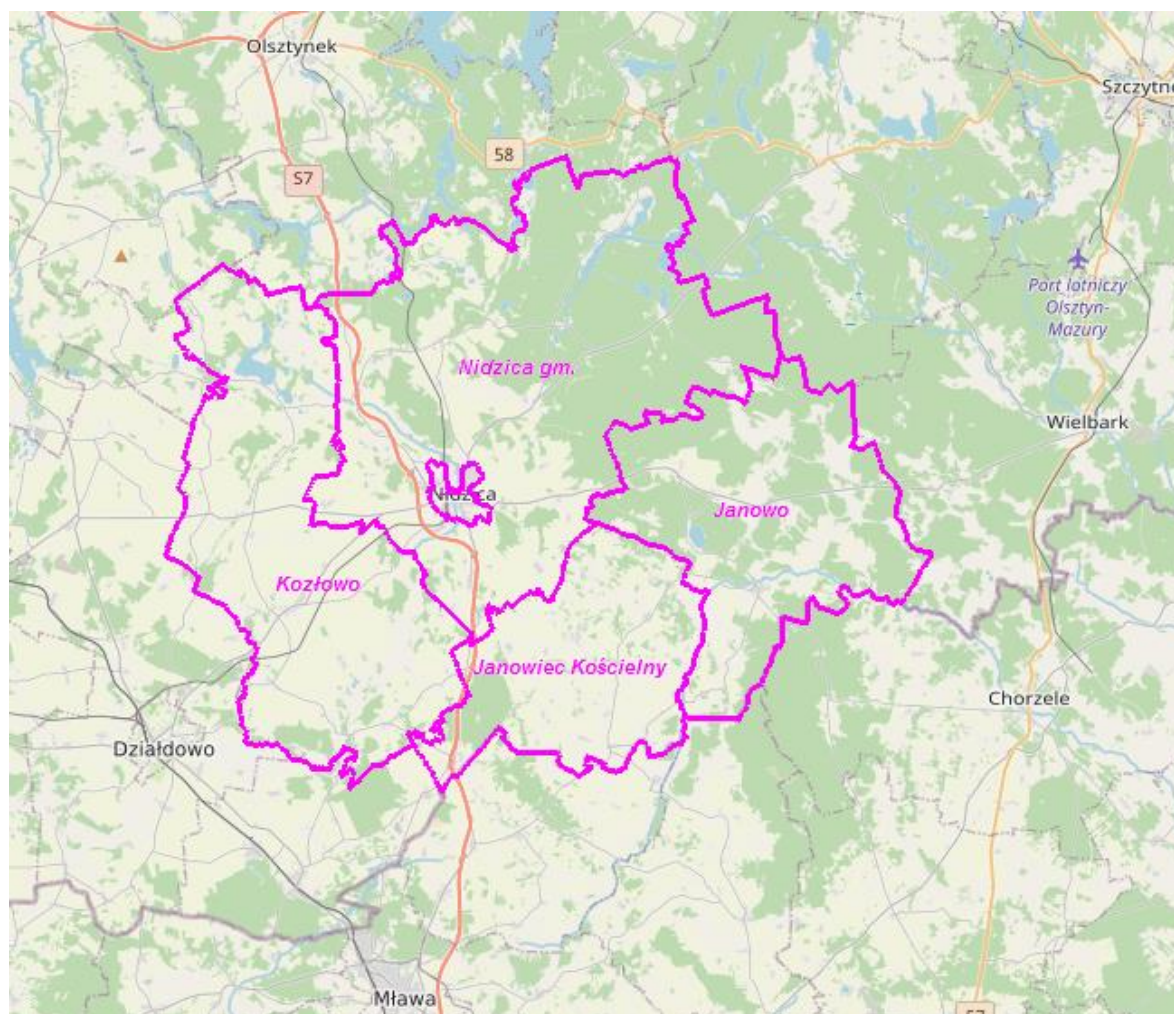 Olsztynek
Szczytno
58
S7
Port lotniczy
Olsztyn-
Mazury
Nidzica gm.
Wielbark
Nidzica
Janowo
Kozłowo
Janowiec Kościelny
Chorzele
Działdowo
Mława
57